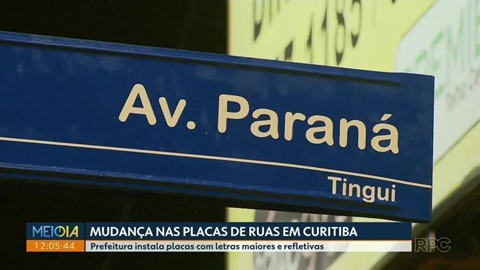 Av. Paraná
Tingui
MEIODIA
12:05:44
MUDANÇA NAS PLACAS DE RUAS EM CURITIBA
Prefeitura instala placas com letras maiores e refletivas
RPC